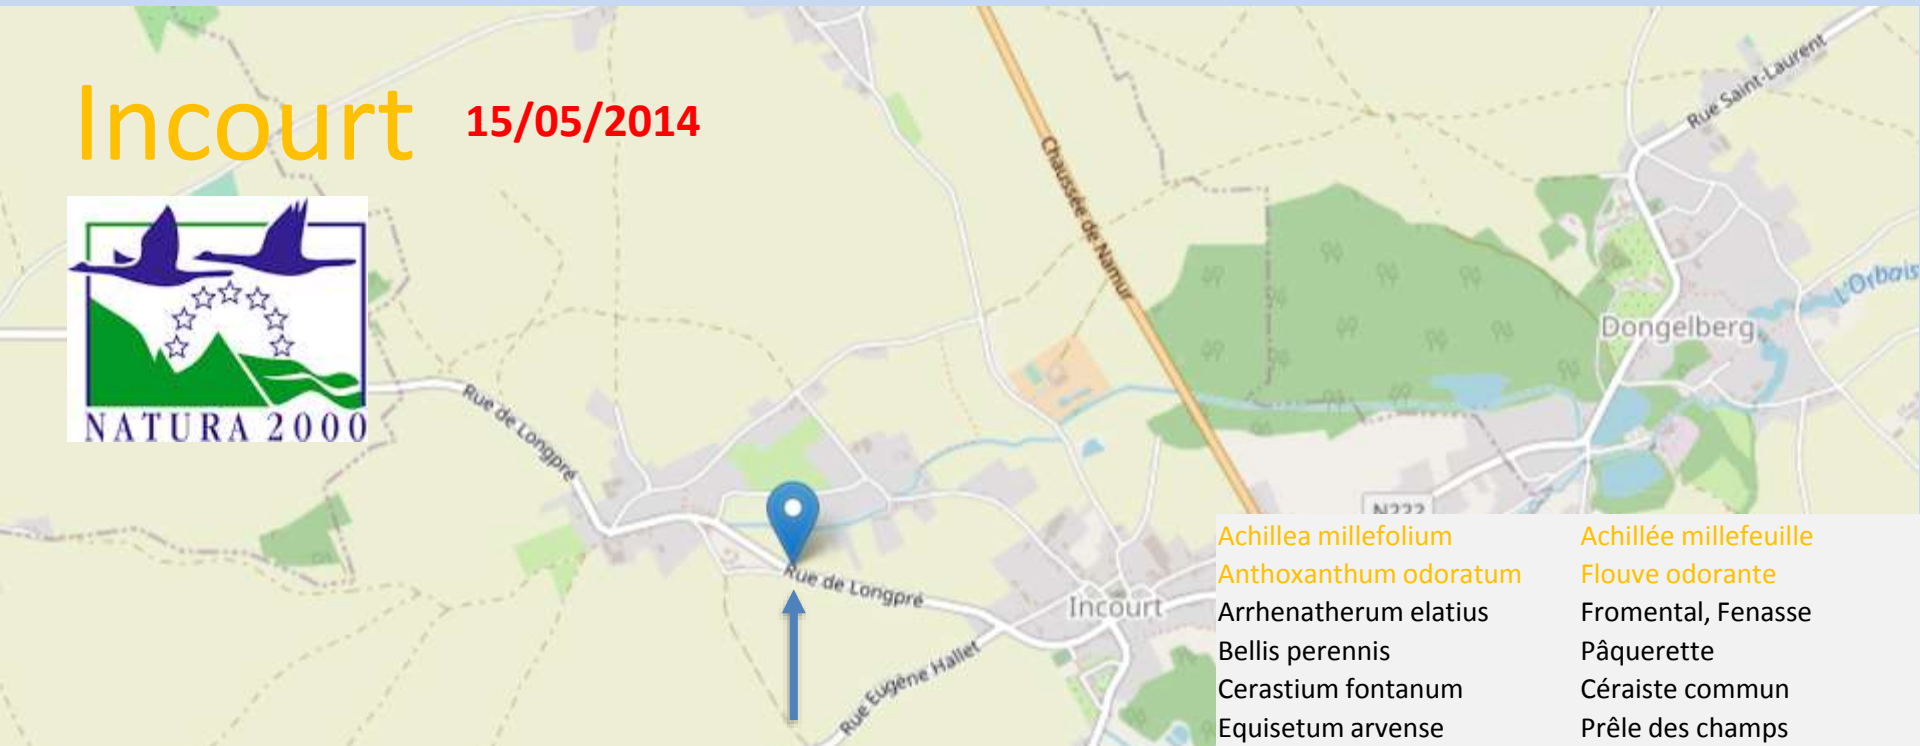 Incourt 15/05/2014
NATURA 2000
Rue Saint-Laurent
Chaussée de Namur
L'Orbais
Dongelberg
Rue de Longpré
N222
Rue de Longpré
Incourt
Rue Eugène Hallet
Achillea millefolium Achillée millefeuille
Anthoxanthum odoratum Flouve odorante
Arrhenatherum elatius Fromental, Fenasse
Bellis perennis Pâquerette
Cerastium fontanum Céraiste commun
Equisetum arvense Prêle des champs